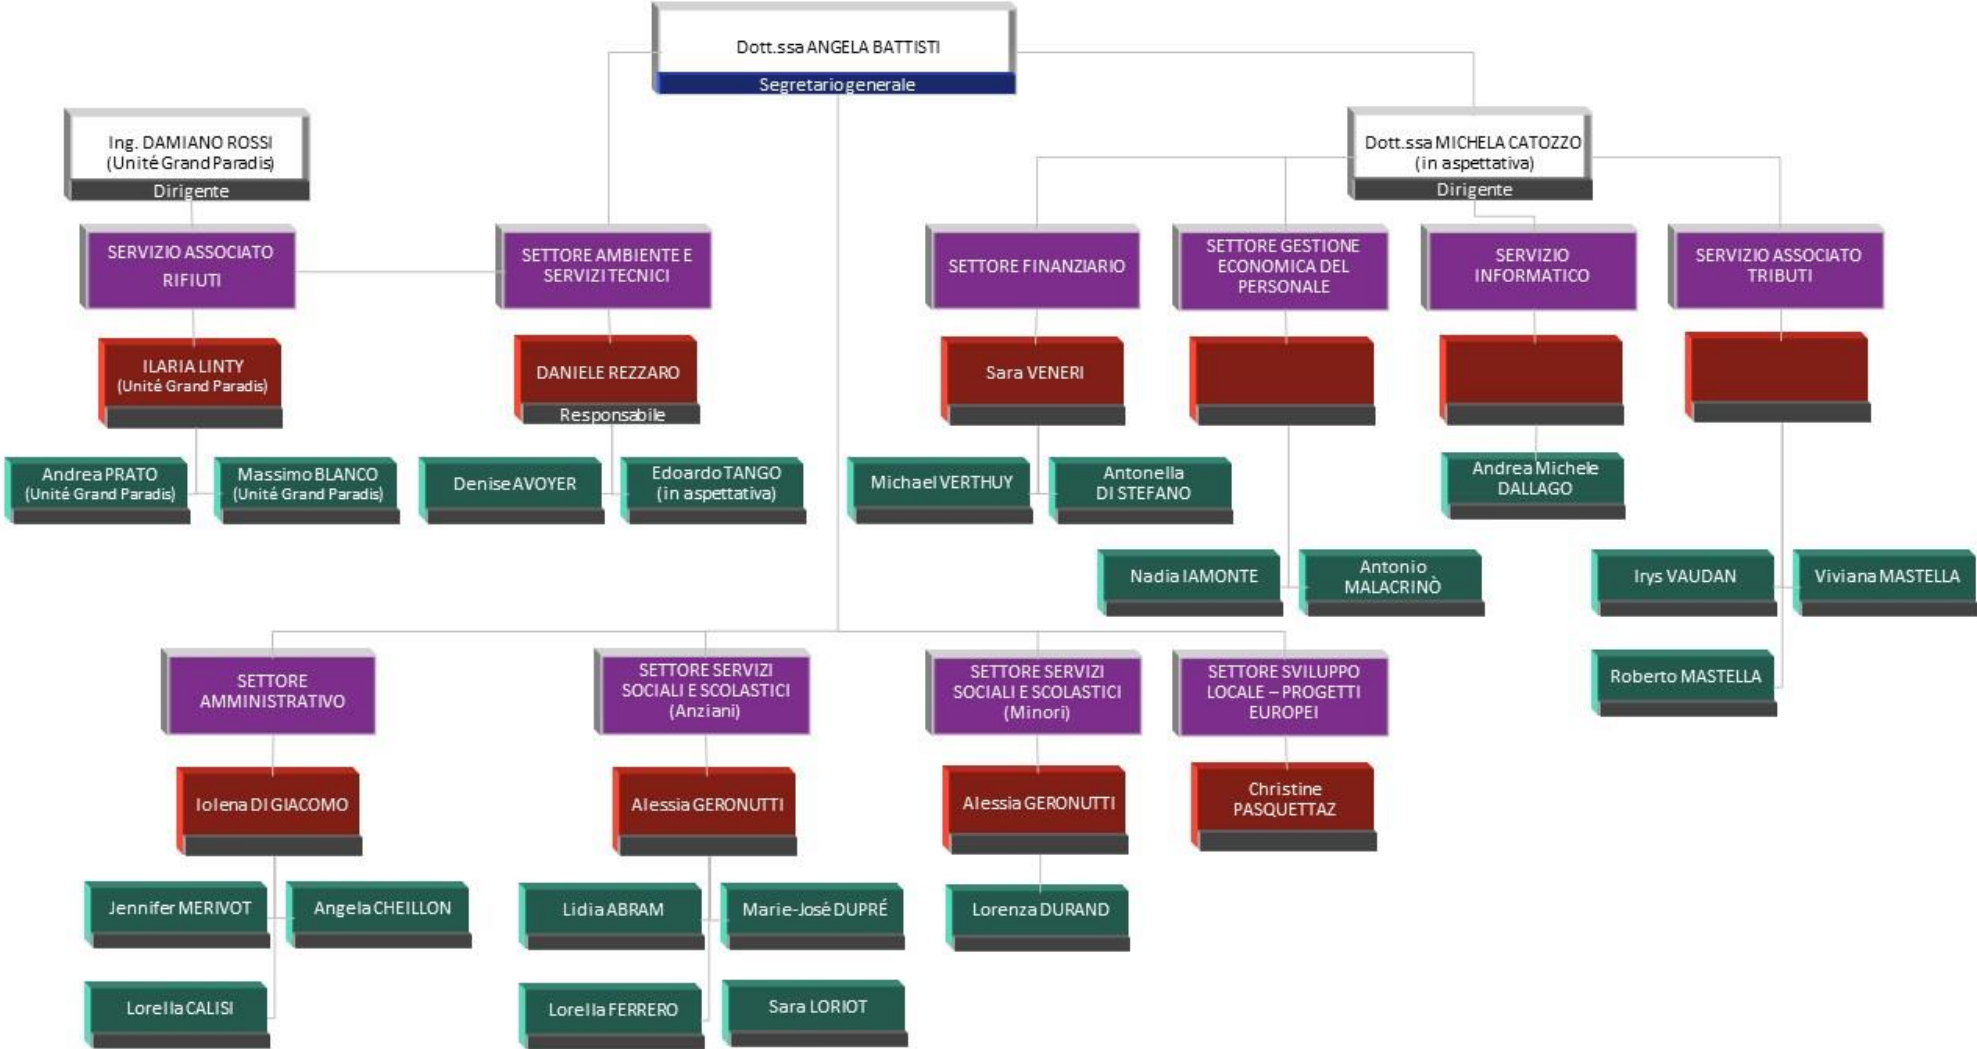 Dott.ssa ANGELA BATTISTI
Segretario generale
Ing. DAMIANO ROSSI
(Unité Grand Paradis)
Dirigente
Dott.ssa MICHELA CATOZZO
(in aspettativa)
Dirigente
SERVIZIO ASSOCIATO
RIFIUTI
SETTORE AMBIENTE E
SERVIZI TECNICI
SETTORE FINANZIARIO
SETTORE GESTIONE
ECONOMICA DEL
PERSONALE
SERVIZIO
INFORMATICO
SERVIZIO ASSOCIATO
TRIBUTI
ILARIA LINTY
(Unité Grand Paradis)
DANIELE REZZARO
Responsabile
Sara VENERI
Andrea PRATO
(Unité Grand Paradis)
Massimo BLANCO
(Unité Grand Paradis)
Denise AVOYER
Edoardo TANGO
(in aspettativa)
Michael VERTHUY
Antonella
DI STEFANO
Andrea Michele
DALLAGO
Nadia IAMONTE
Antonio
MALACRINÒ
Irys VAUDAN
Viviana MASTELLA
Roberto MASTELLA
SETTORE
AMMINISTRATIVO
SETTORE SERVIZI
SOCIALI E SCOLASTICI
(Anziani)
SETTORE SERVIZI
SOCIALI E SCOLASTICI
(Minori)
SETTORE SVILUPPO
LOCALE – PROGETTI
EUROPEI
Iolena DI GIACOMO
Alessia GERONUTTI
Alessia GERONUTTI
Christine
PASQUETTAZ
Jennifer MERIVOT
Angela CHEILLON
Lidia ABRAM
Marie-José DUPRÉ
Lorenza DURAND
Lorella CALISI
Lorella FERRERO
Sara LORIOT